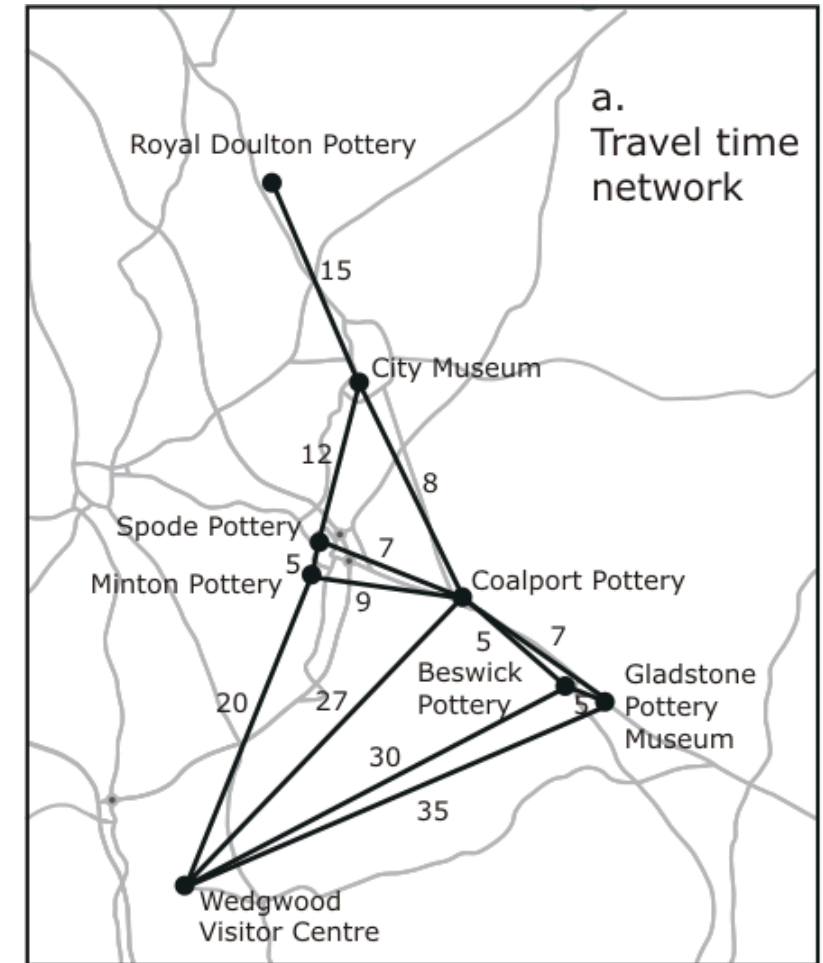 a.
Travel time
network
Royal Doulton Pottery
15
City Museum
12
8
Spode Pottery
7
5
Minton Pottery
9
Coalport Pottery
5
7
Beswick
Pottery
Gladstone
Pottery
Museum
5
20
27
30
35
Wedgwood
Visitor Centre